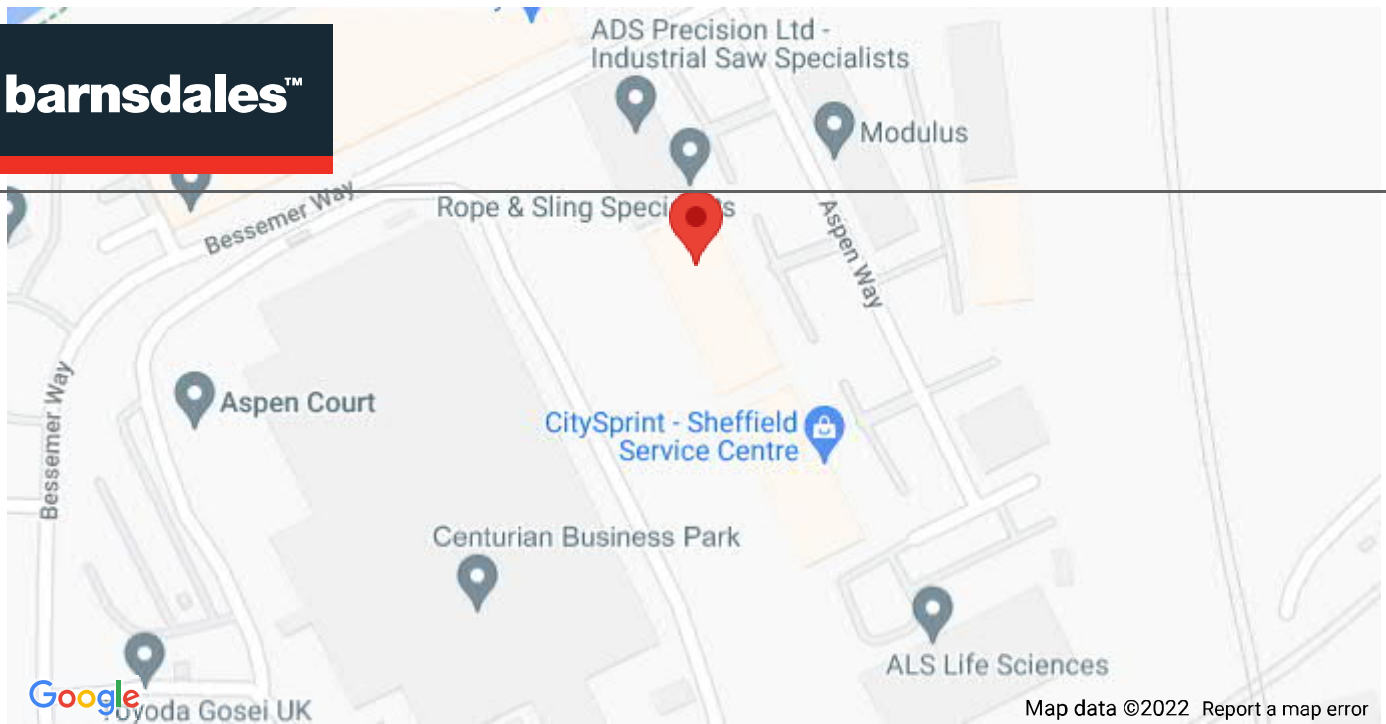 ADS Precision Ltd -
Industrial Saw Specialists
barnsdales™
Modulus
Bessemer Way
Rope & Sling
Aspen Way
Bessemer Way
Aspen Court
CitySprint - Sheffield
Service Centre
Centurian Business Park
ALS Life Sciences
Google
Toyoda Gosei UK
Map data ©2022 Report a map error